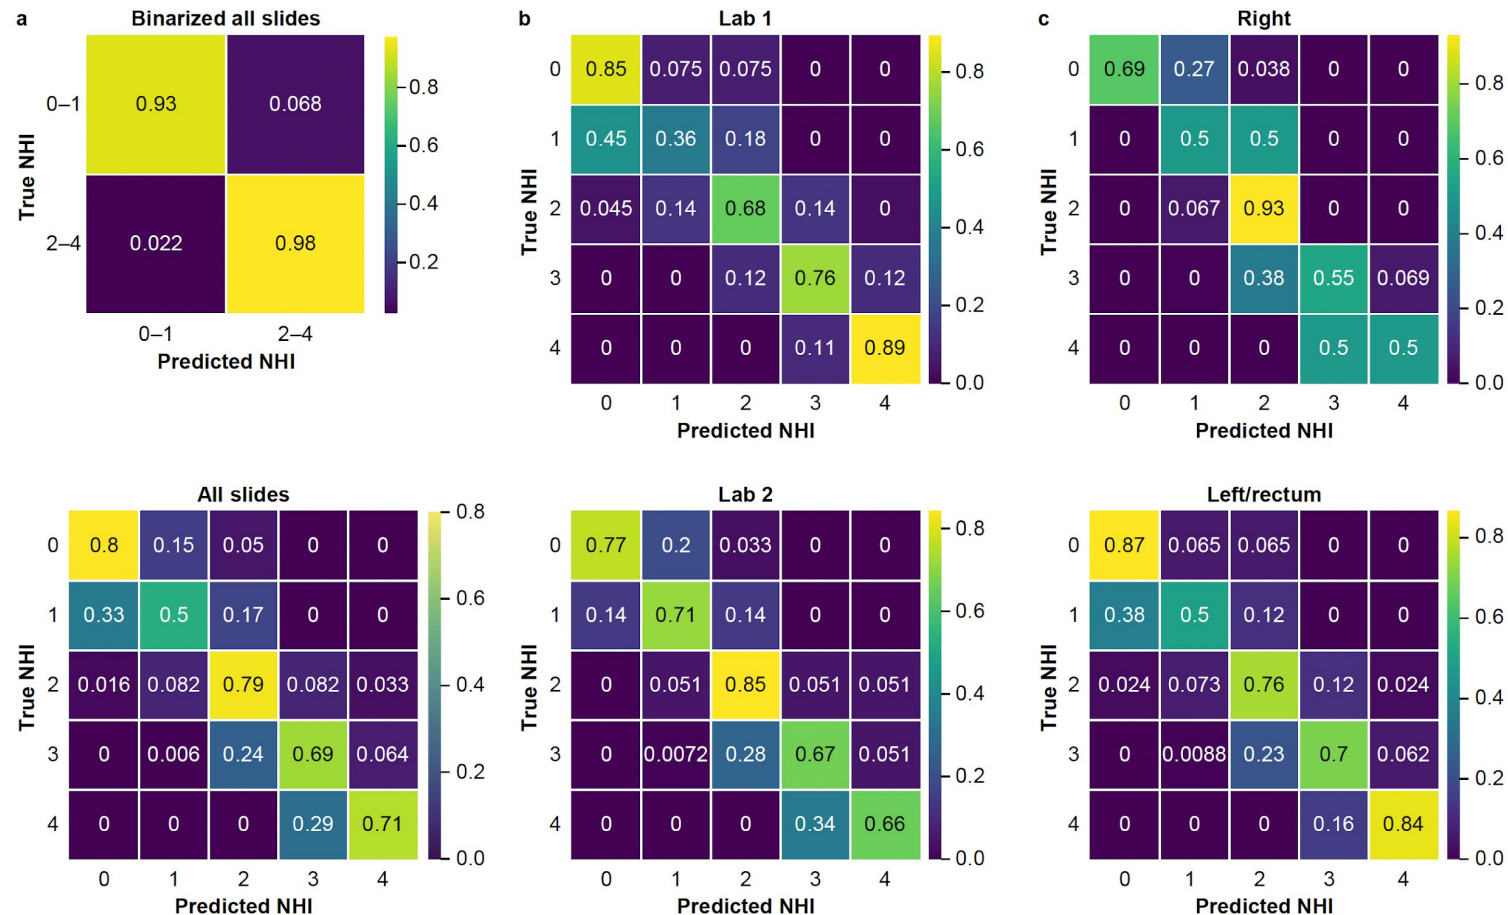 a
Binarized all slides
True NHI
0–1
0.93 0.068
2–4
0.022 0.98
0–1 2–4
Predicted NHI
0.8
0.6
0.4
0.2
All slides
True NHI
0 0.8 0.15 0.05 0 0
1 0.33 0.5 0.17 0 0
2 0.016 0.082 0.79 0.082 0.033
3 0 0.006 0.24 0.69 0.064
4 0 0 0 0.29 0.71
0 1 2 3 4
Predicted NHI
0.8
0.6
0.4
0.2
0.0
b
Lab 1
True NHI
0 0.85 0.075 0.075 0 0
1 0.45 0.36 0.18 0 0
2 0.045 0.14 0.68 0.14 0
3 0 0 0.12 0.76 0.12
4 0 0 0 0.11 0.89
0 1 2 3 4
Predicted NHI
0.8
0.6
0.4
0.2
0.0
Lab 2
True NHI
0 0.77 0.2 0.033 0 0
1 0.14 0.71 0.14 0 0
2 0 0.051 0.85 0.051 0.051
3 0 0.0072 0.28 0.67 0.051
4 0 0 0 0.34 0.66
0 1 2 3 4
Predicted NHI
0.8
0.6
0.4
0.2
0.0
c
Right
True NHI
0 0.69 0.27 0.038 0 0
1 0 0.5 0.5 0 0
2 0 0.067 0.93 0 0
3 0 0 0.38 0.55 0.069
4 0 0 0 0.5 0.5
0 1 2 3 4
Predicted NHI
0.8
0.6
0.4
0.2
0.0
Left/rectum
True NHI
0 0.87 0.065 0.065 0 0
1 0.38 0.5 0.12 0 0
2 0.024 0.073 0.76 0.12 0.024
3 0 0.0088 0.23 0.7 0.062
4 0 0 0 0.16 0.84
0 1 2 3 4
Predicted NHI
0.8
0.6
0.4
0.2
0.0